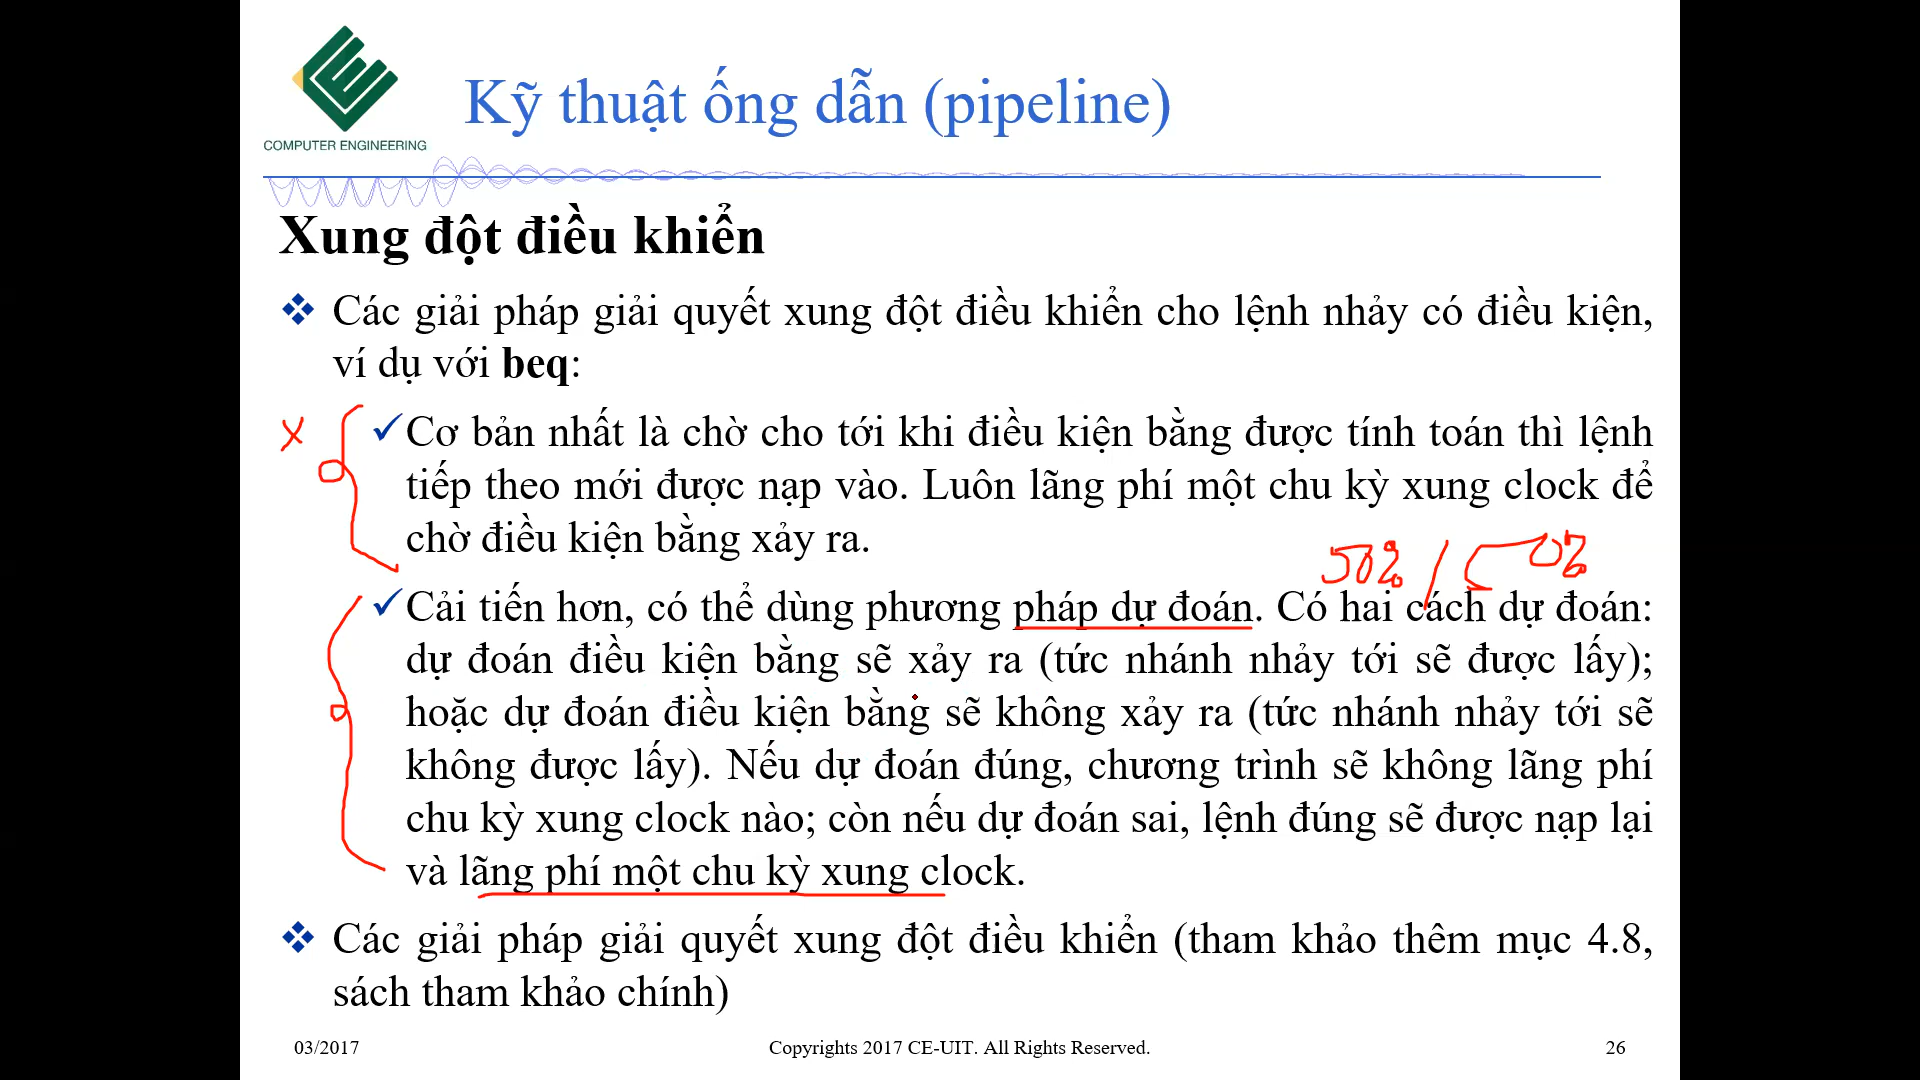 COMPUTER ENGINEERING
Kỹ thuật ống dẫn (pipeline)
Xung đột điều khiển
Các giải pháp giải quyết xung đột điều khiển cho lệnh nhảy có điều kiện,
ví dụ với beq:
x
Cơ bản nhất là chờ cho tới khi điều kiện bằng được tính toán thì lệnh
tiếp theo mới được nạp vào. Luôn lãng phí một chu kỳ xung clock để
chờ điều kiện bằng xảy ra.
50% / 50%
Cải tiến hơn, có thể dùng phương pháp dự đoán. Có hai cách dự đoán:
dự đoán điều kiện bằng sẽ xảy ra (tức nhánh nhảy tới sẽ được lấy);
hoặc dự đoán điều kiện bằng sẽ không xảy ra (tức nhánh nhảy tới sẽ
không được lấy). Nếu dự đoán đúng, chương trình sẽ không lãng phí
chu kỳ xung clock nào; còn nếu dự đoán sai, lệnh đúng sẽ được nạp lại
và lãng phí một chu kỳ xung clock.
Các giải pháp giải quyết xung đột điều khiển (tham khảo thêm mục 4.8,
sách tham khảo chính)
03/2017
Copyrights 2017 CE-UIT. All Rights Reserved.
26